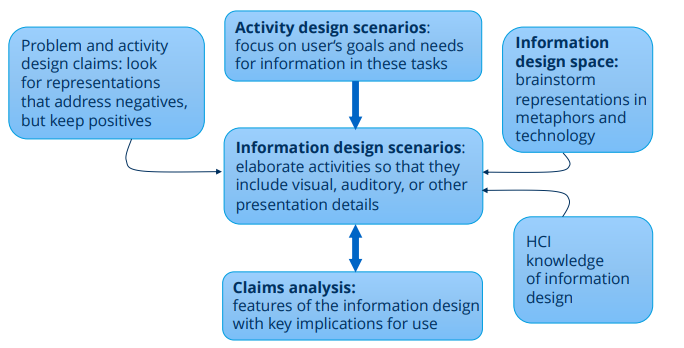 Problem and activity
design claims: look
for representations
that address negatives,
but keep positives
Activity design scenarios:
focus on user‘s goals and needs
for information in these tasks
Information
design space:
brainstorm
representations in
metaphors and
technology
Information design scenarios:
elaborate activities so that they
include visual, auditory, or other
presentation details
HCI
knowledge
of information
design
Claims analysis:
features of the information design
with key implications for use